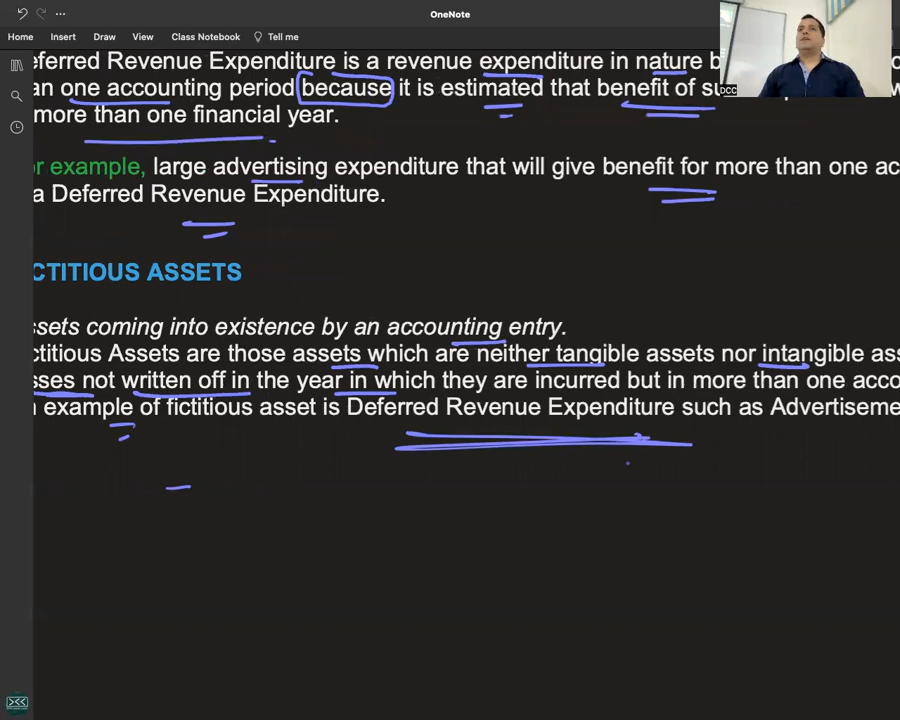 OneNote
Home Insert Draw View Class Notebook Tell me
eferred Revenue Expenditure is a revenue expenditure in nature b
an one accounting period because it is estimated that benefit of su
more than one financial year.
or example, large advertising expenditure that will give benefit for more than one ac
a Deferred Revenue Expenditure.
CTITIOUS ASSETS
ssets coming into existence by an accounting entry.
ctitious Assets are those assets which are neither tangible assets nor intangible ass
sses not written off in the year in which they are incurred but in more than one acco
n example of fictitious asset is Deferred Revenue Expenditure such as Advertiseme
DCC